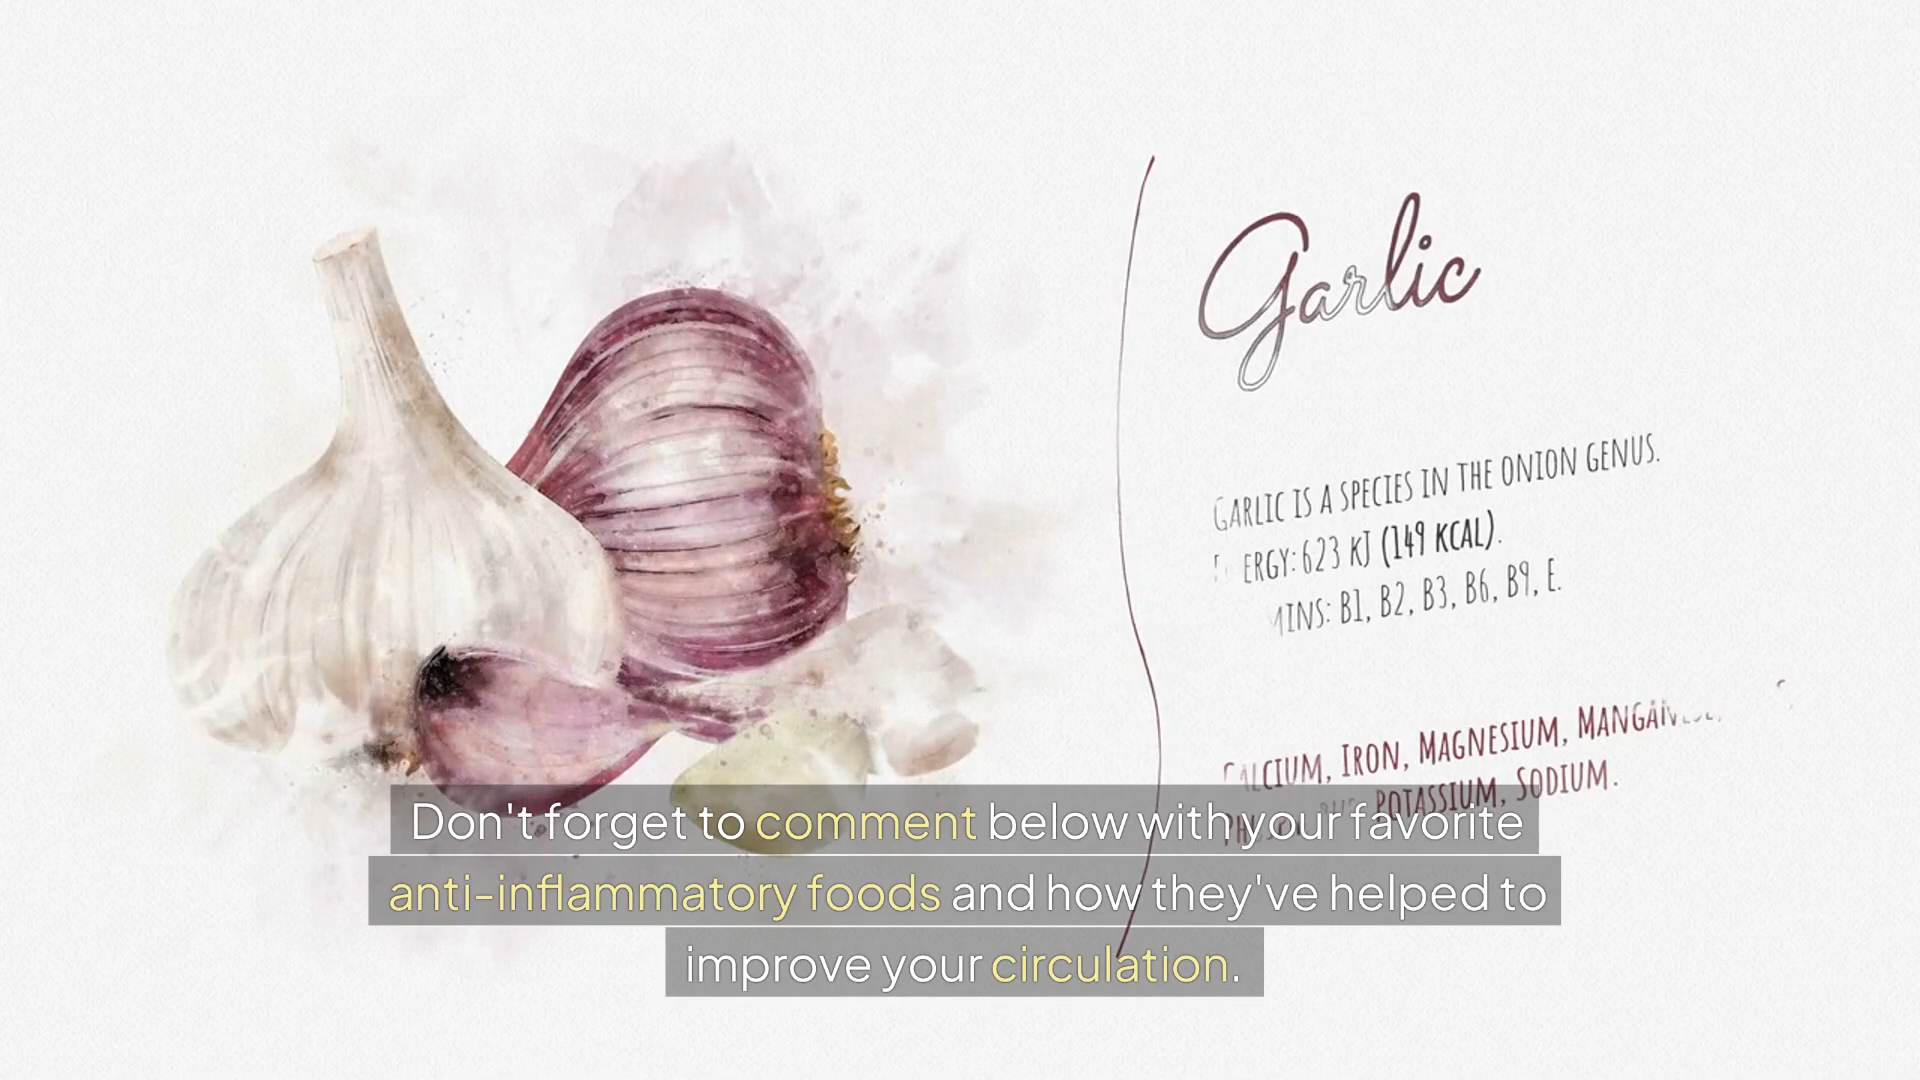 Garlic
GARLIC IS A SPECIES IN THE ONION GENUS.
ENERGY: 623 KJ (149 KCAL).
B1, B2, B3, B6, B9, E.
CALCIUM, IRON, MAGNESIUM,
POTASSIUM, SODIUM.
Don't forget to comment below with your favorite
anti-inflammatory foods and how they've helped to
improve your circulation.